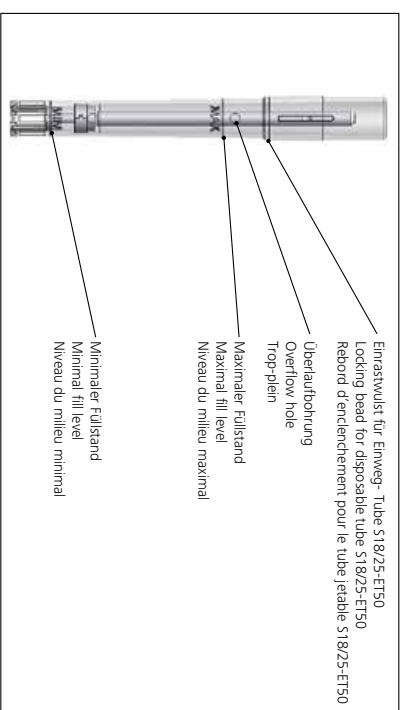 Einrastwulst für Einweg- Tube S18/25-ET50
Locking bead for disposable tube S18/25-ET50
Rebord d'enclenchement pour le tube jetable S18/25-ET50
Überlaufbohrung
Overflow hole
Trop-plein
MAX
Maximaler Füllstand
Maximal fill level
Niveau du milieu maximal
MIN
Minimaler Füllstand
Minimal fill level
Niveau du milieu minimal